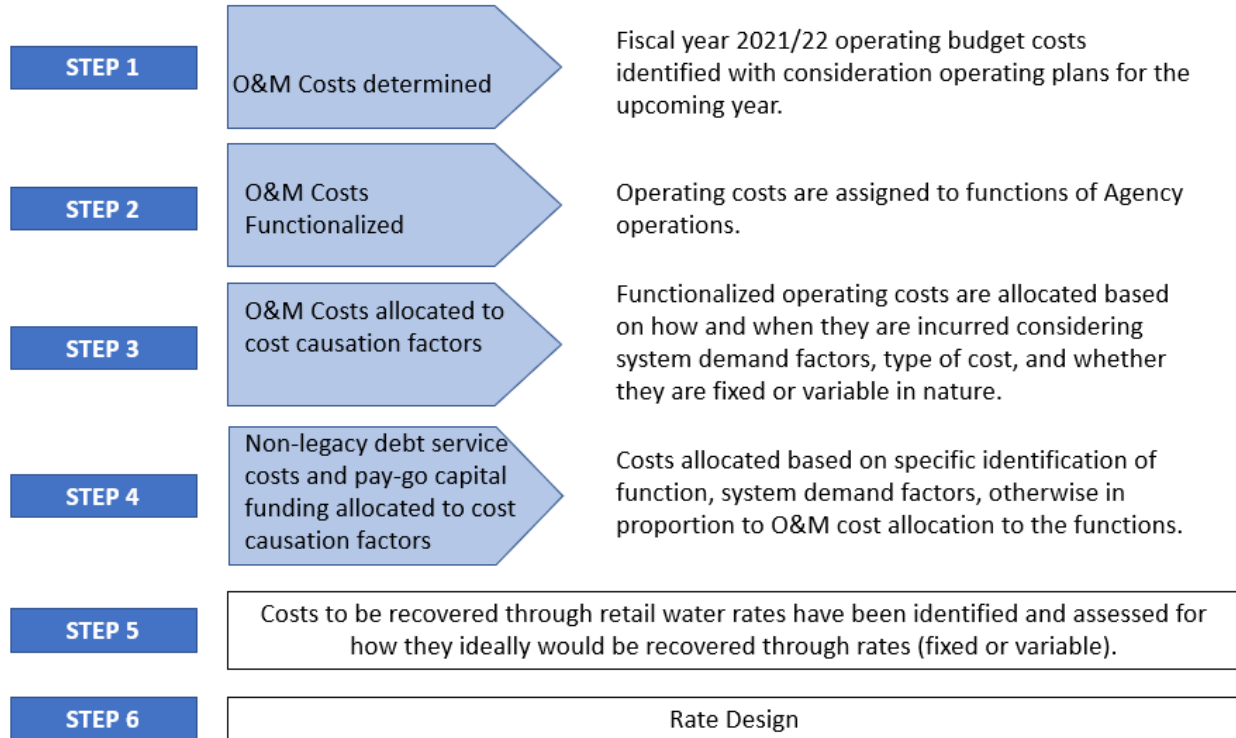 STEP 1
O&M Costs determined
Fiscal year 2021/22 operating budget costs
identified with consideration operating plans for the
upcoming year.
STEP 2
O&M Costs
Functionalized
Operating costs are assigned to functions of Agency
operations.
STEP 3
O&M Costs allocated to
cost causation factors
Functionalized operating costs are allocated based
on how and when they are incurred considering
system demand factors, type of cost, and whether
they are fixed or variable in nature.
STEP 4
Non-legacy debt service
costs and pay-go capital
funding allocated to cost
causation factors
Costs allocated based on specific identification of
function, system demand factors, otherwise in
proportion to O&M cost allocation to the functions.
STEP 5
Costs to be recovered through retail water rates have been identified and assessed for
how they ideally would be recovered through rates (fixed or variable).
STEP 6
Rate Design